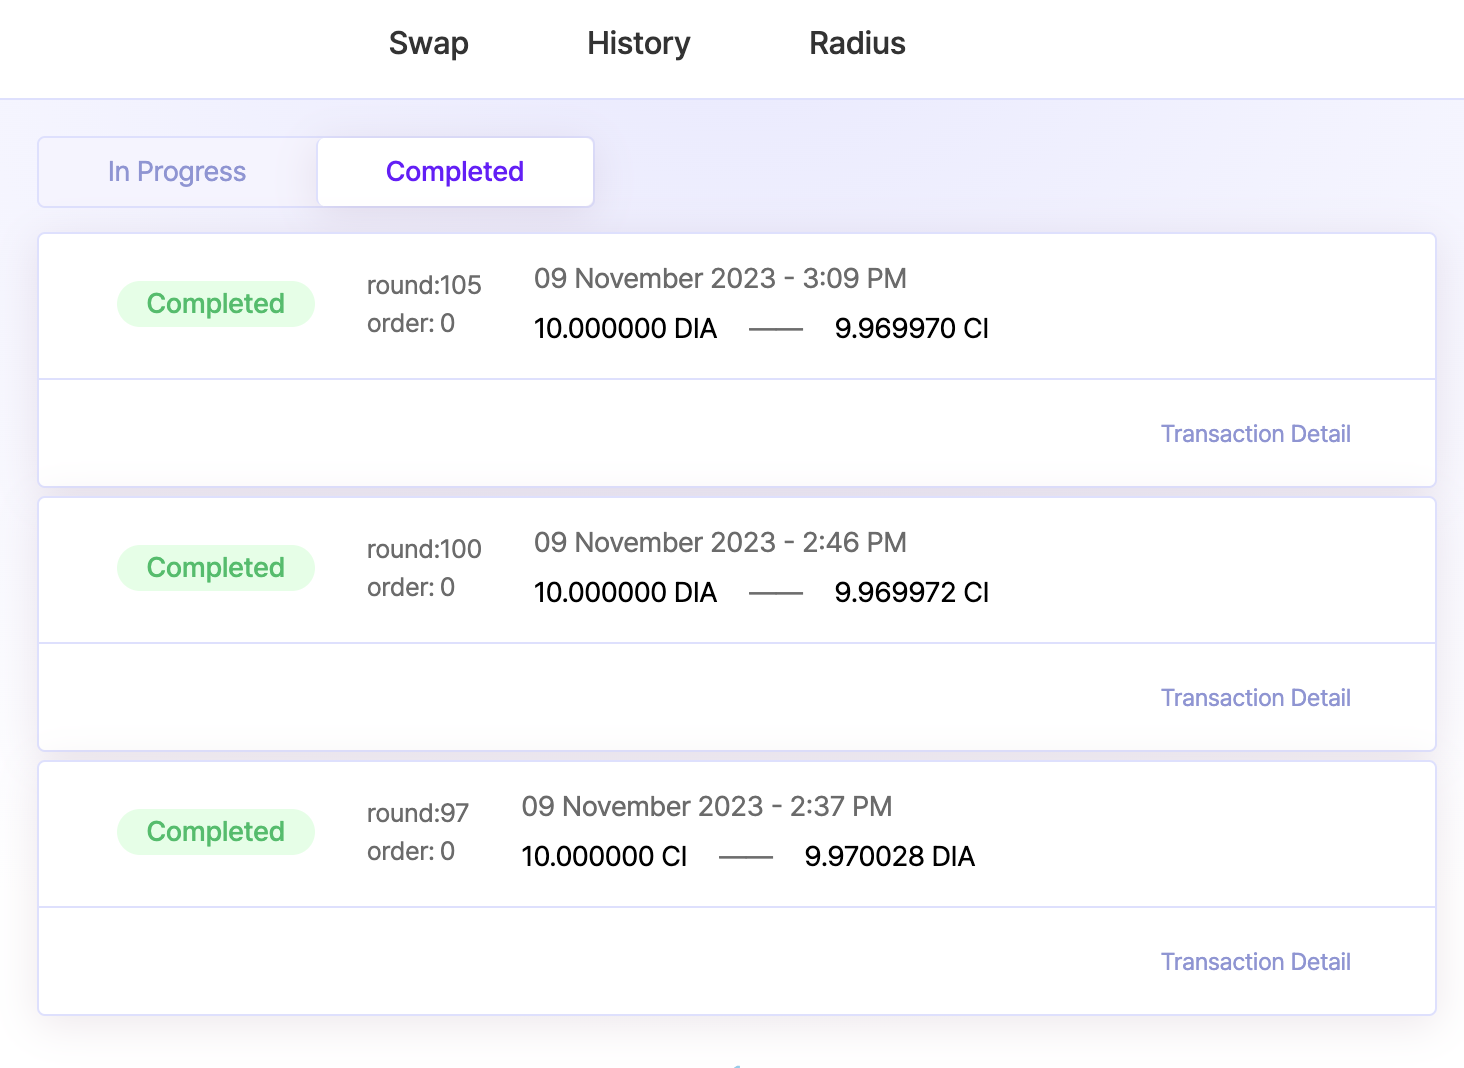 Swap History Radius
In Progress Completed
Completed
round:105
order: 0
09 November 2023 - 3:09 PM
10.000000 DIA —— 9.969970 CI
Transaction Detail
Completed
round:100
order: 0
09 November 2023 - 2:46 PM
10.000000 DIA —— 9.969972 CI
Transaction Detail
Completed
round:97
order: 0
09 November 2023 - 2:37 PM
10.000000 CI —— 9.970028 DIA
Transaction Detail